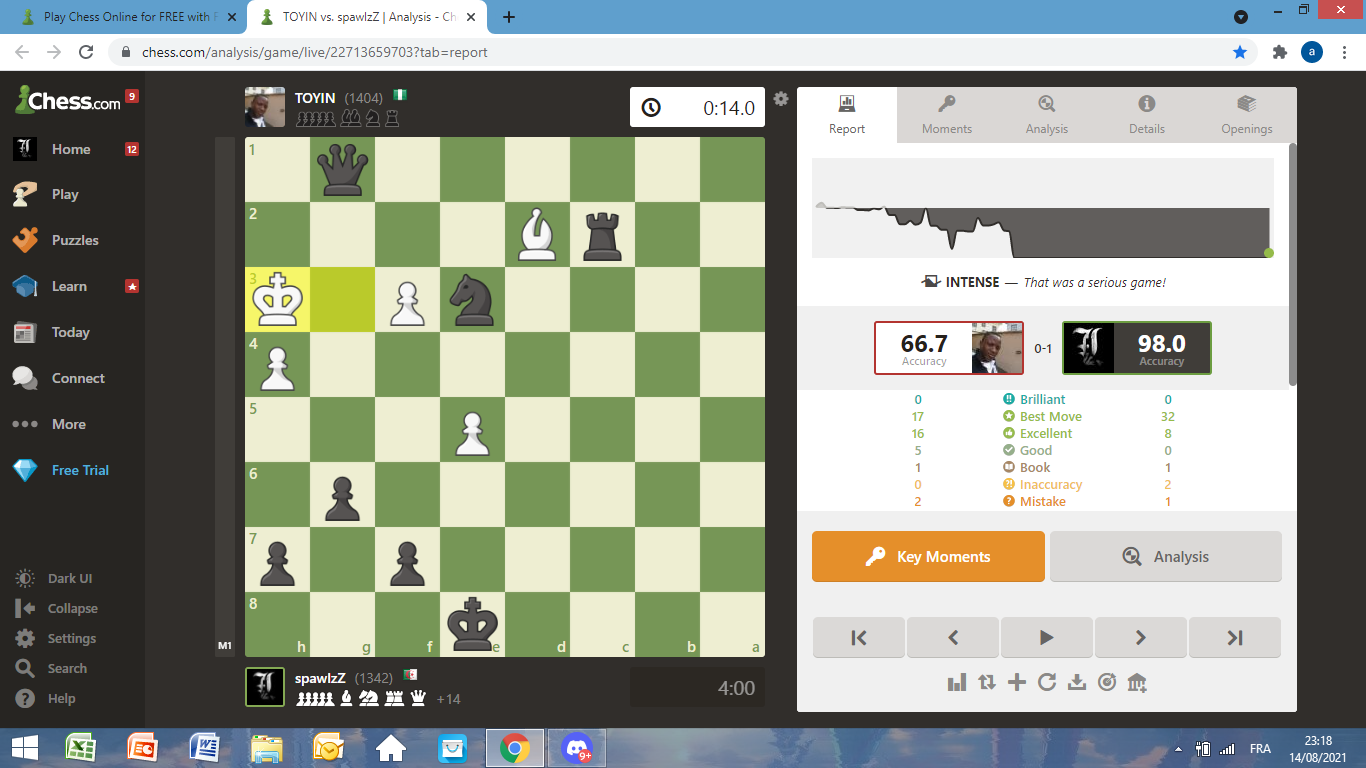 Play Chess Online for FREE with F
TOYIN vs. spawlzZ | Analysis - Ch
chess.com/analysis/game/live/22713659703?tab=report
a
Chess.com
9
Home
12
Play
Puzzles
Learn
Today
Connect
More
Free Trial
Dark UI
Collapse
Settings
Search
Help
TOYIN (1404)
0:14.0
1
2
3
4
5
6
7
8
h g f e d c b a
M1
spawlzZ (1342)
+14
4:00
Report
Moments
Analysis
Details
Openings
INTENSE — That was a serious game!
66.7
Accuracy
0-1
98.0
Accuracy
0 !! Brilliant 0
17 Best Move 32
16 Excellent 8
5 Good 0
1 Book 1
0 ?! Inaccuracy 2
2 ? Mistake 1
Key Moments
Analysis
9+
FRA
23:18
14/08/2021